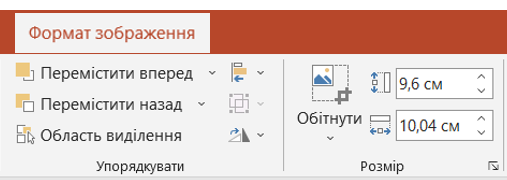 Формат зображення
Перемістити вперед
Перемістити назад
Область виділення
Упорядкувати
Обітнути
9,6 см
10,04 см
Розмір